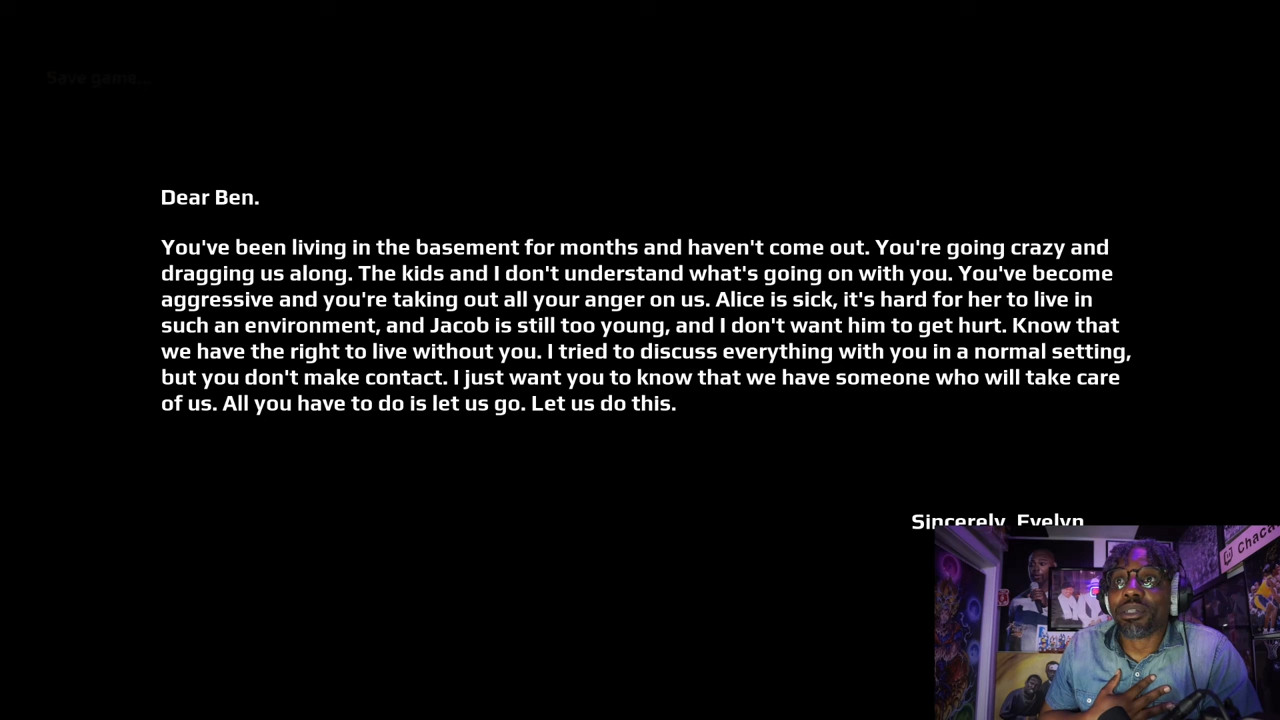 Save game...
Dear Ben.
You've been living in the basement for months and haven't come out. You're going crazy and
dragging us along. The kids and I don't understand what's going on with you. You've become
aggressive and you're taking out all your anger on us. Alice is sick, it's hard for her to live in
such an environment, and Jacob is still too young, and I don't want him to get hurt. Know that
we have the right to live without you. I tried to discuss everything with you in a normal setting,
but you don't make contact. I just want you to know that we have someone who will take care
of us. All you have to do is let us go. Let us do this.
Sincerely, Evelyn